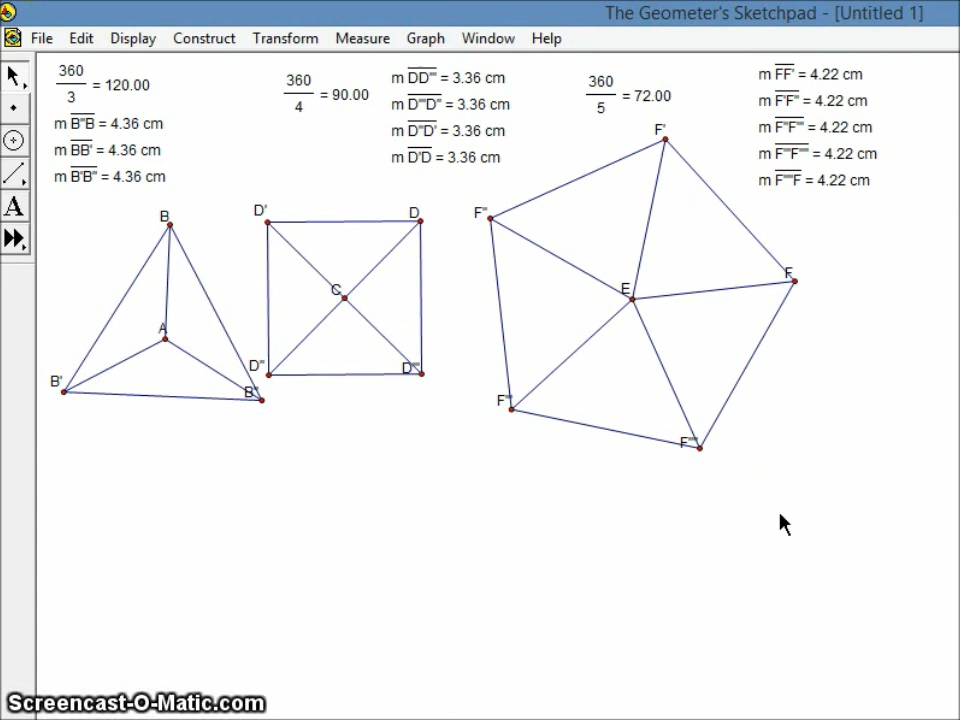 The Geometer's Sketchpad - [Untitled 1]
File Edit Display Construct Transform Measure Graph Window Help
A
360
3
= 120.00
m B"B = 4.36 cm
m BB' = 4.36 cm
m B'B" = 4.36 cm
360
4
= 90.00
m DD''' = 3.36 cm
m D'''D" = 3.36 cm
m D"D' = 3.36 cm
m D'D = 3.36 cm
360
5
= 72.00
m FF' = 4.22 cm
m F'F" = 4.22 cm
m F"F''' = 4.22 cm
m F'''F'''' = 4.22 cm
m F''''F = 4.22 cm
B
A
B'
B"
D'
D
C
D"
D'''
F'
F"
F
E
F'''
F''''
Screencast-O-Matic.com